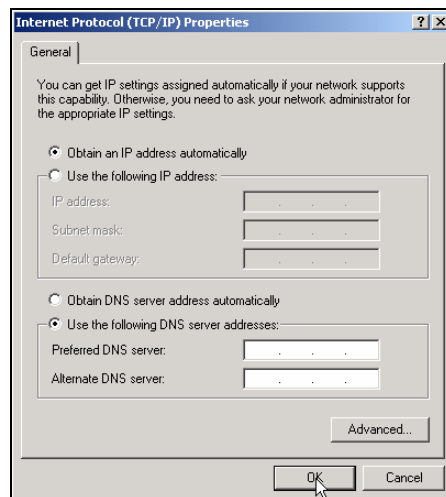 Internet Protocol (TCP/IP) Properties
General
You can get IP settings assigned automatically if your network supports
this capability. Otherwise, you need to ask your network administrator for
the appropriate IP settings.
Obtain an IP address automatically
Use the following IP address:
IP address:
Subnet mask:
Default gateway:
Obtain DNS server address automatically
Use the following DNS server addresses:
Preferred DNS server:
Alternate DNS server:
Advanced...
OK Cancel